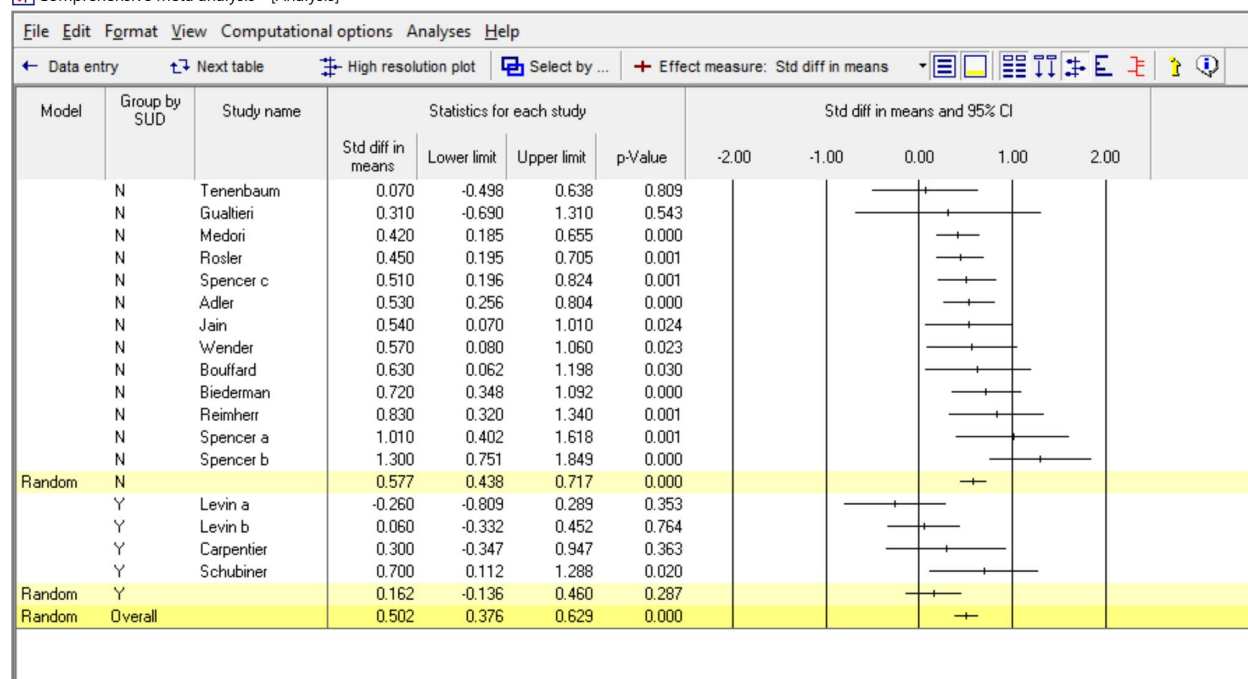 Comprehensive meta analysis - [Analysis]
File Edit Format View Computational options Analyses Help
← Data entry Next table High resolution plot Select by ... Effect measure: Std diff in means E
Model Group by SUD Study name Statistics for each study Std diff in means and 95% CI
Std diff in means Lower limit Upper limit p-Value -2.00 -1.00 0.00 1.00 2.00
N Tenenbaum 0.070 -0.498 0.638 0.809
N Gualtieri 0.310 -0.690 1.310 0.543
N Medori 0.420 0.185 0.655 0.000
N Rosler 0.450 0.195 0.705 0.001
N Spencer c 0.510 0.196 0.824 0.001
N Adler 0.530 0.256 0.804 0.000
N Jain 0.540 0.070 1.010 0.024
N Wender 0.570 0.080 1.060 0.023
N Bouffard 0.630 0.062 1.198 0.030
N Biederman 0.720 0.348 1.092 0.000
N Reimherr 0.830 0.320 1.340 0.001
N Spencer a 1.010 0.402 1.618 0.001
N Spencer b 1.300 0.751 1.849 0.000
Random N 0.577 0.438 0.717 0.000
Y Levin a -0.260 -0.809 0.289 0.353
Y Levin b 0.060 -0.332 0.452 0.764
Y Carpentier 0.300 -0.347 0.947 0.363
Y Schubiner 0.700 0.112 1.288 0.020
Random Y 0.162 -0.136 0.460 0.287
Random Overall 0.502 0.376 0.629 0.000